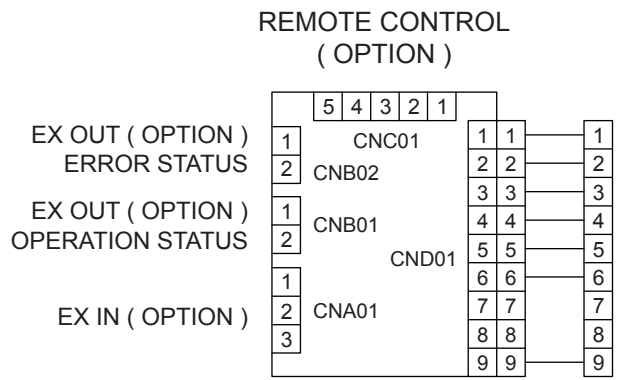 REMOTE CONTROL
( OPTION )
5 4 3 2 1
CNC01
EX OUT ( OPTION )
ERROR STATUS
1
2
CNB02
EX OUT ( OPTION )
OPERATION STATUS
1
2
CNB01
EX IN ( OPTION )
1
2
3
CNA01
CND01
1 1 1
2 2 2
3 3 3
4 4 4
5 5 5
6 6 6
7 7 7
8 8 8
9 9 9